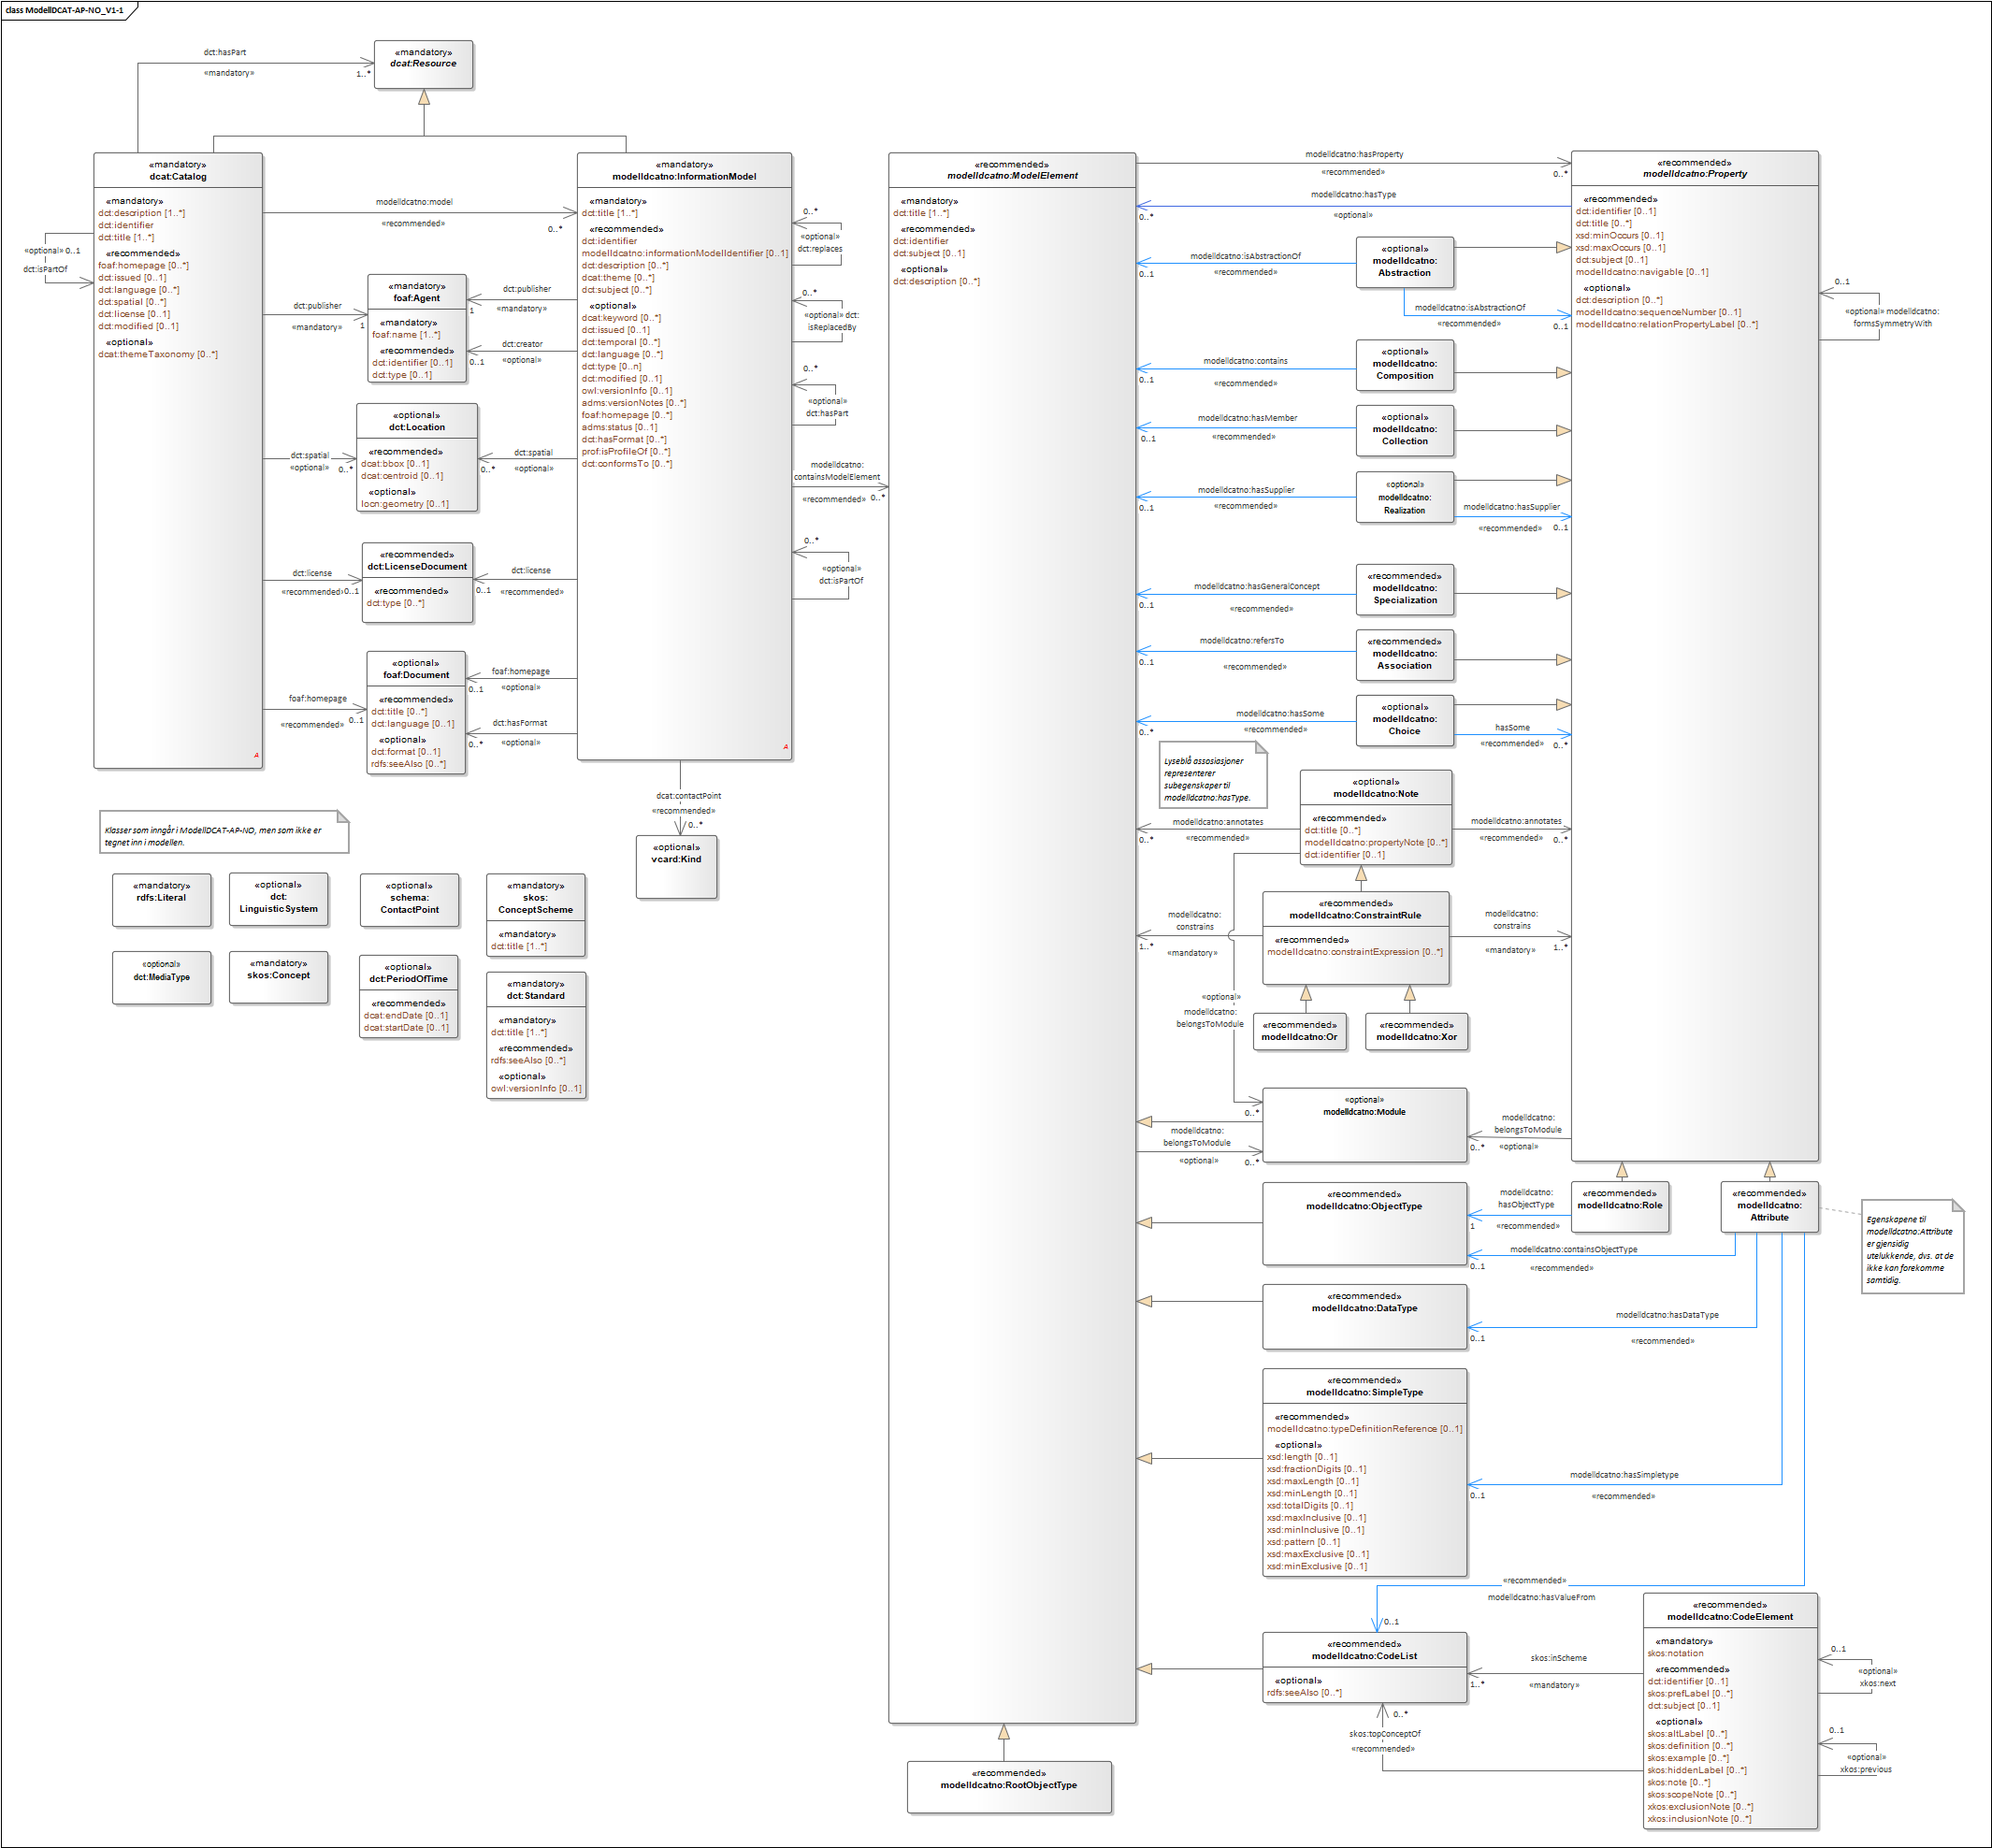 class ModellDCAT-AP-NO_V1-1
«mandatory»
dcat:Resource
dct:hasPart
«mandatory»
1..*
«mandatory»
dcat:Catalog
«mandatory»
dct:description [1..*]
dct:identifier
dct:title [1..*]
«recommended»
foaf:homepage [0..*]
dct:issued [0..1]
dct:language [0..*]
dct:spatial [0..*]
dct:license [0..1]
dct:modified [0..1]
«optional»
dcat:themeTaxonomy [0..*]
A
«optional» 0..1
dct:isPartOf
modelldcatno:model
«recommended»
0..*
dct:publisher
«mandatory»
1
dct:spatial
«optional»
0..*
dct:license
«recommended»
0..1
foaf:homepage
«recommended»
0..1
«mandatory»
foaf:Agent
«mandatory»
foaf:name [1..*]
«recommended»
dct:identifier [0..1]
dct:type [0..1]
«optional»
dct:Location
«recommended»
dcat:bbox [0..1]
dcat:centroid [0..1]
«optional»
locn:geometry [0..1]
«recommended»
dct:LicenseDocument
«recommended»
dct:type [0..*]
«optional»
foaf:Document
«recommended»
dct:title [0..*]
dct:language [0..1]
«optional»
dct:format [0..1]
rdfs:seeAlso [0..*]
dct:publisher
1
«mandatory»
dct:creator
0..1
«optional»
dct:spatial
0..*
«optional»
dct:license
0..1
«recommended»
foaf:homepage
0..1
«optional»
dct:hasFormat
0..*
«optional»
«mandatory»
modelldcatno:InformationModel
«mandatory»
dct:title [1..*]
«recommended»
dct:identifier
modelldcatno:informationModelIdentifier [0..1]
dct:description [0..*]
dcat:theme [0..*]
dct:subject [0..*]
«optional»
dcat:keyword [0..*]
dct:issued [0..1]
dct:temporal [0..*]
dct:language [0..*]
dct:type [0..n]
dct:modified [0..1]
owl:versionInfo [0..1]
adms:versionNotes [0..*]
foaf:homepage [0..*]
adms:status [0..1]
dct:hasFormat [0..*]
prof:isProfileOf [0..*]
dct:conformsTo [0..*]
A
0..*
«optional»
dct:replaces
0..*
«optional» dct:
isReplacedBy
0..*
«optional»
dct:hasPart
modelldcatno:
containsModelElement
«recommended»
0..*
0..*
«optional»
dct:isPartOf
dcat:contactPoint
«recommended»
0..*
«optional»
vcard:Kind
Klasser som inngår i ModellDCAT-AP-NO, men som ikke er
tegnet inn i modellen.
«mandatory»
rdfs:Literal
«optional»
dct:
LinguisticSystem
«optional»
schema:
ContactPoint
«mandatory»
skos:
ConceptScheme
«mandatory»
dct:title [1..*]
«optional»
dct:MediaType
«mandatory»
skos:Concept
«optional»
dct:PeriodOfTime
«recommended»
dcat:endDate [0..1]
dcat:startDate [0..1]
«mandatory»
dct:Standard
«mandatory»
dct:title [1..*]
«recommended»
rdfs:seeAlso [0..*]
«optional»
owl:versionInfo [0..1]
«recommended»
modelldcatno:ModelElement
«mandatory»
dct:title [1..*]
«recommended»
dct:identifier
dct:subject [0..1]
«optional»
dct:description [0..*]
«recommended»
modelldcatno:RootObjectType
modelldcatno:hasProperty
«recommended»
0..*
modelldcatno:hasType
0..*
«optional»
modelldcatno:isAbstractionOf
0..1
«recommended»
«optional»
modelldcatno:
Abstraction
modelldcatno:isAbstractionOf
«recommended»
0..1
modelldcatno:contains
0..1
«recommended»
«optional»
modelldcatno:
Composition
modelldcatno:hasMember
0..1
«recommended»
«optional»
modelldcatno:
Collection
modelldcatno:hasSupplier
0..1
«recommended»
«optional»
modelldcatno:
Realization
modelldcatno:hasSupplier
«recommended»
0..1
modelldcatno:hasGeneralConcept
0..1
«recommended»
«recommended»
modelldcatno:
Specialization
modelldcatno:refersTo
0..1
«recommended»
«recommended»
modelldcatno:
Association
modelldcatno:hasSome
0..*
«recommended»
«optional»
modelldcatno:
Choice
hasSome
«recommended»
0..*
Lyseblå assosiasjoner
representerer
subegenskaper til
modelldcatno:hasType.
«optional»
modelldcatno:Note
«recommended»
dct:title [0..*]
modelldcatno:propertyNote [0..*]
dct:identifier [0..1]
modelldcatno:annotates
0..*
«recommended»
modelldcatno:annotates
«recommended»
0..*
«recommended»
modelldcatno:ConstraintRule
«recommended»
modelldcatno:constraintExpression [0..*]
modelldcatno:
constrains
1..*
«mandatory»
modelldcatno:
constrains
«mandatory»
1..*
«recommended»
modelldcatno:Or
«recommended»
modelldcatno:Xor
«optional»
modelldcatno:
belongsToModule
0..*
«optional»
modelldcatno:Module
modelldcatno:
belongsToModule
«optional»
0..*
modelldcatno:
belongsToModule
0..*
«optional»
«recommended»
modelldcatno:Property
«recommended»
dct:identifier [0..1]
dct:title [0..*]
xsd:minOccurs [0..1]
xsd:maxOccurs [0..1]
dct:subject [0..1]
modelldcatno:navigable [0..1]
«optional»
dct:description [0..*]
modelldcatno:sequenceNumber [0..1]
modelldcatno:relationPropertyLabel [0..*]
0..1
«optional» modelldcatno:
formsSymmetryWith
«recommended»
modelldcatno:ObjectType
modelldcatno:
hasObjectType
1
«recommended»
«recommended»
modelldcatno:Role
«recommended»
modelldcatno:
Attribute
Egenskapene til
modelldcatno:Attribute
er gjensidig
utelukkende, dvs. at de
ikke kan forekomme
samtidig.
modelldcatno:containsObjectType
0..1
«recommended»
«recommended»
modelldcatno:DataType
modelldcatno:hasDataType
0..1
«recommended»
«recommended»
modelldcatno:SimpleType
«recommended»
modelldcatno:typeDefinitionReference [0..1]
«optional»
xsd:length [0..1]
xsd:fractionDigits [0..1]
xsd:maxLength [0..1]
xsd:minLength [0..1]
xsd:totalDigits [0..1]
xsd:maxInclusive [0..1]
xsd:minInclusive [0..1]
xsd:pattern [0..1]
xsd:maxExclusive [0..1]
xsd:minExclusive [0..1]
modelldcatno:hasSimpletype
0..1
«recommended»
«recommended»
modelldcatno:hasValueFrom
0..1
«recommended»
modelldcatno:CodeList
«optional»
rdfs:seeAlso [0..*]
skos:inScheme
1..*
«mandatory»
0..*
skos:topConceptOf
«recommended»
«recommended»
modelldcatno:CodeElement
«mandatory»
skos:notation
«recommended»
dct:identifier [0..1]
skos:prefLabel [0..*]
dct:subject [0..1]
«optional»
skos:altLabel [0..*]
skos:definition [0..*]
skos:example [0..*]
skos:hiddenLabel [0..*]
skos:note [0..*]
skos:scopeNote [0..*]
xkos:exclusionNote [0..*]
xkos:inclusionNote [0..*]
0..1
«optional»
xkos:next
0..1
«optional»
xkos:previous